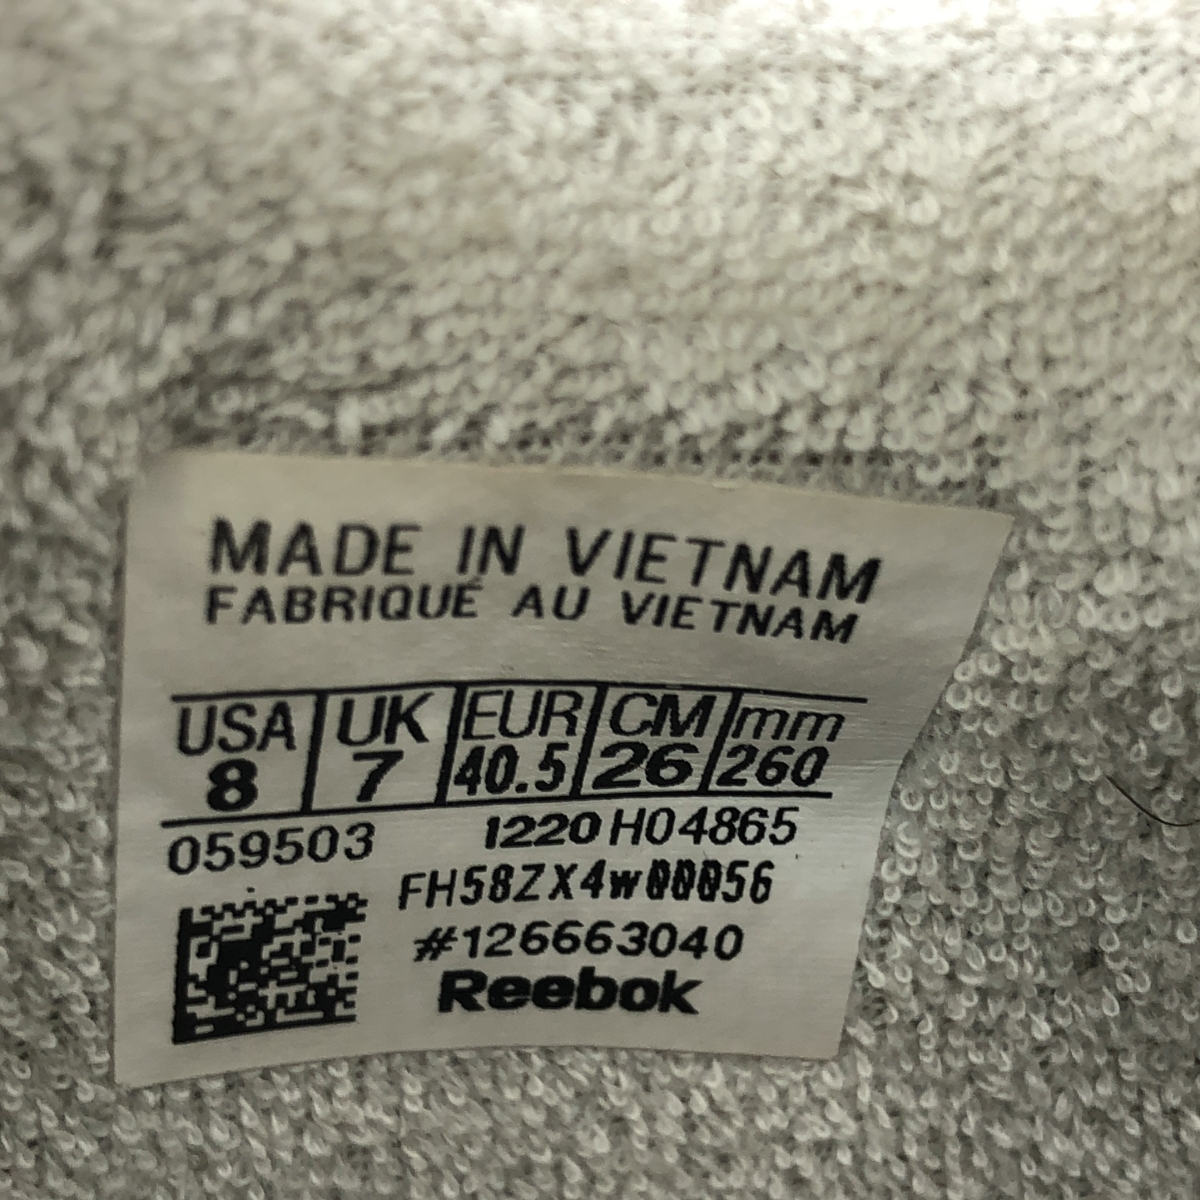 MADE IN VIETNAM
FABRIQUÉ AU VIETNAM
USA UK EUR CM mm
8 7 40.5 26 260
059503 1220 H04865
FH58ZX4w00056
#126663040
Reebok